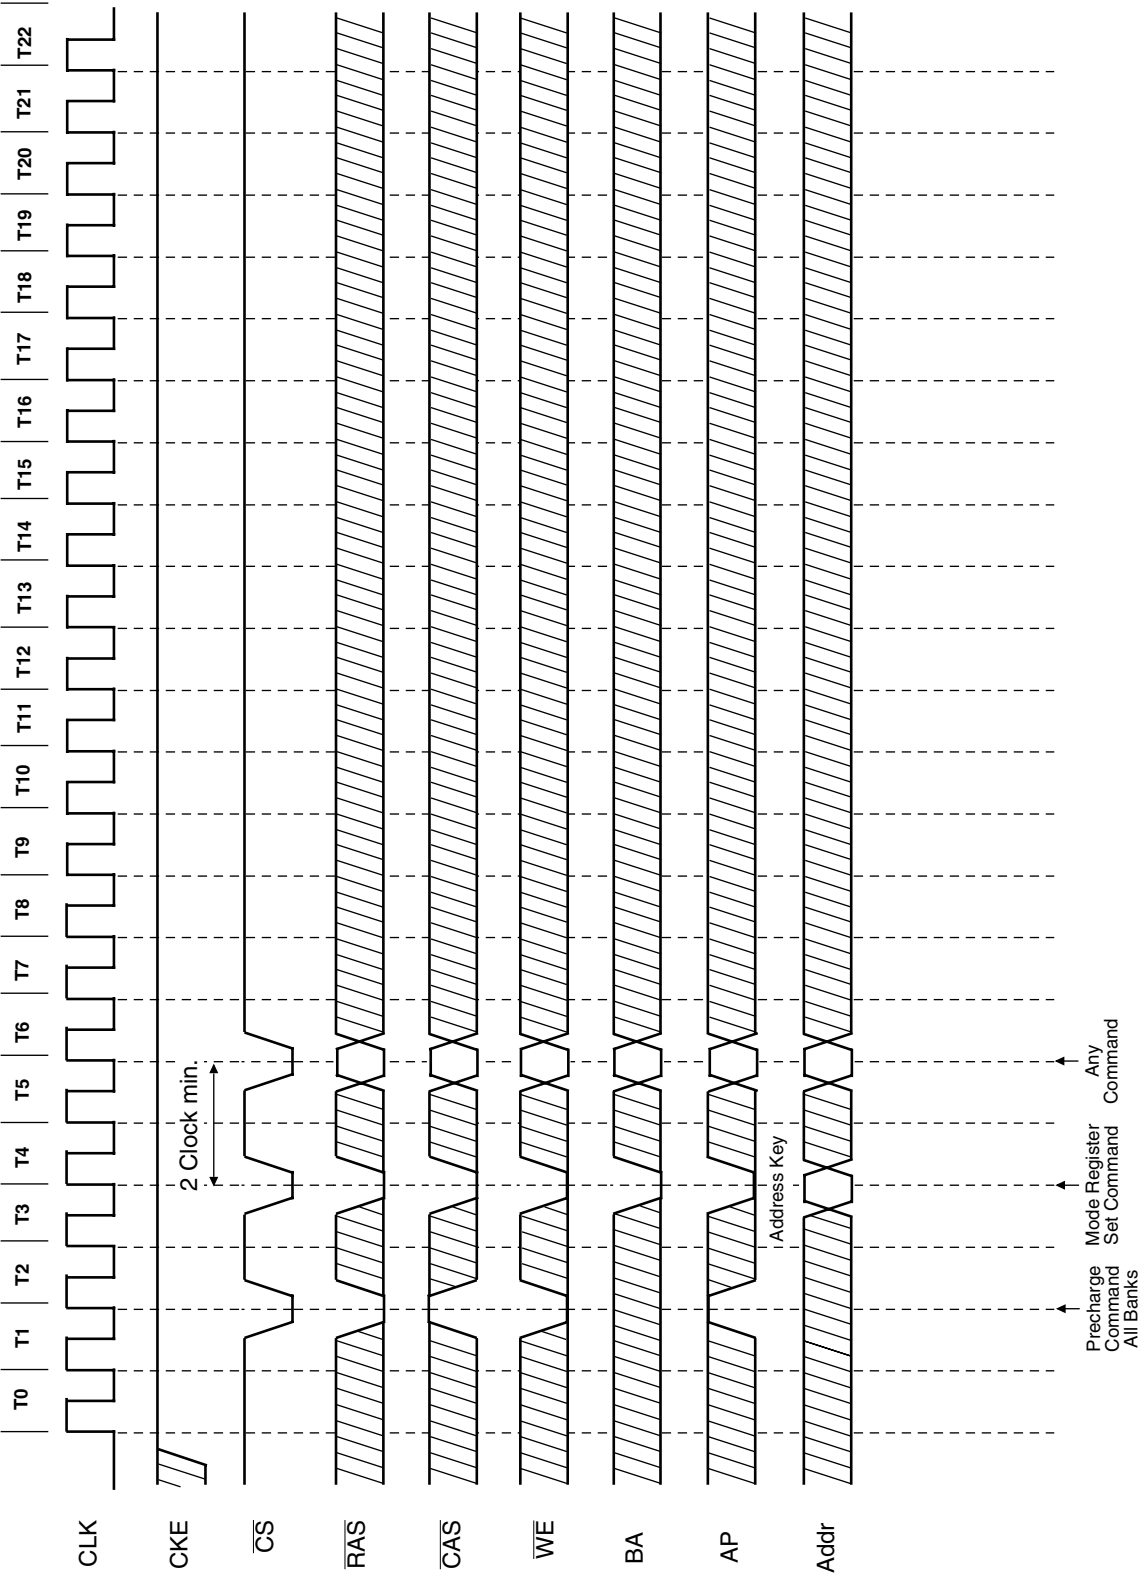 T0 T1 T2 T3 T4 T5 T6 T7 T8 T9 T10 T11 T12 T13 T14 T15 T16 T17 T18 T19 T20 T21 T22
CLK
CKE
2 Clock min.
CS
RAS
CAS
WE
BA
AP
Address Key
Addr
Precharge
Command
All Banks
Mode Register
Set Command
Any
Command